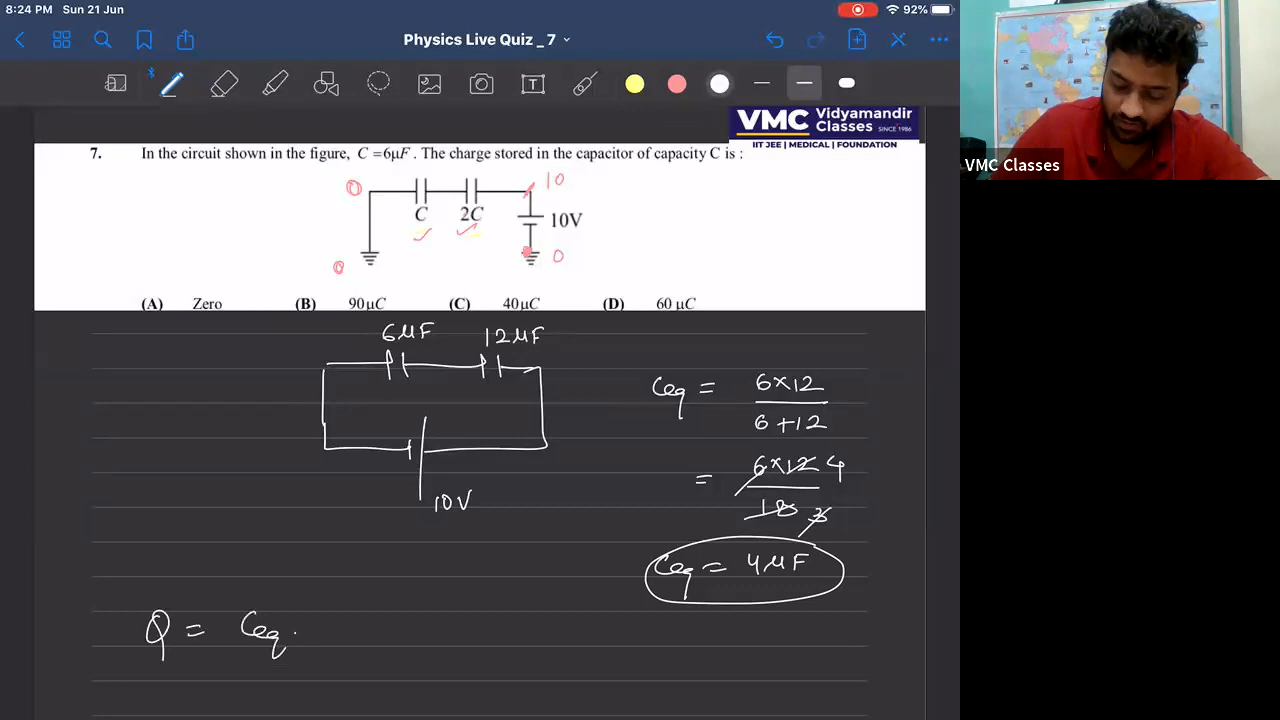 8:24 PM Sun 21 Jun
92%
Physics Live Quiz _ 7
T
VMC Vidyamandir Classes SINCE 1986
IIT JEE | MEDICAL | FOUNDATION
VMC Classes
7. In the circuit shown in the figure, C = 6μF . The charge stored in the capacitor of capacity C is :
0 10
C 2C 10V
0 0
(A) Zero (B) 90μC (C) 40μC (D) 60 μC
6μF 12μF
Ceq = 6×12
6+12
= 6×12 4
18 3
10V
Ceq = 4μF
Q = Ceq.